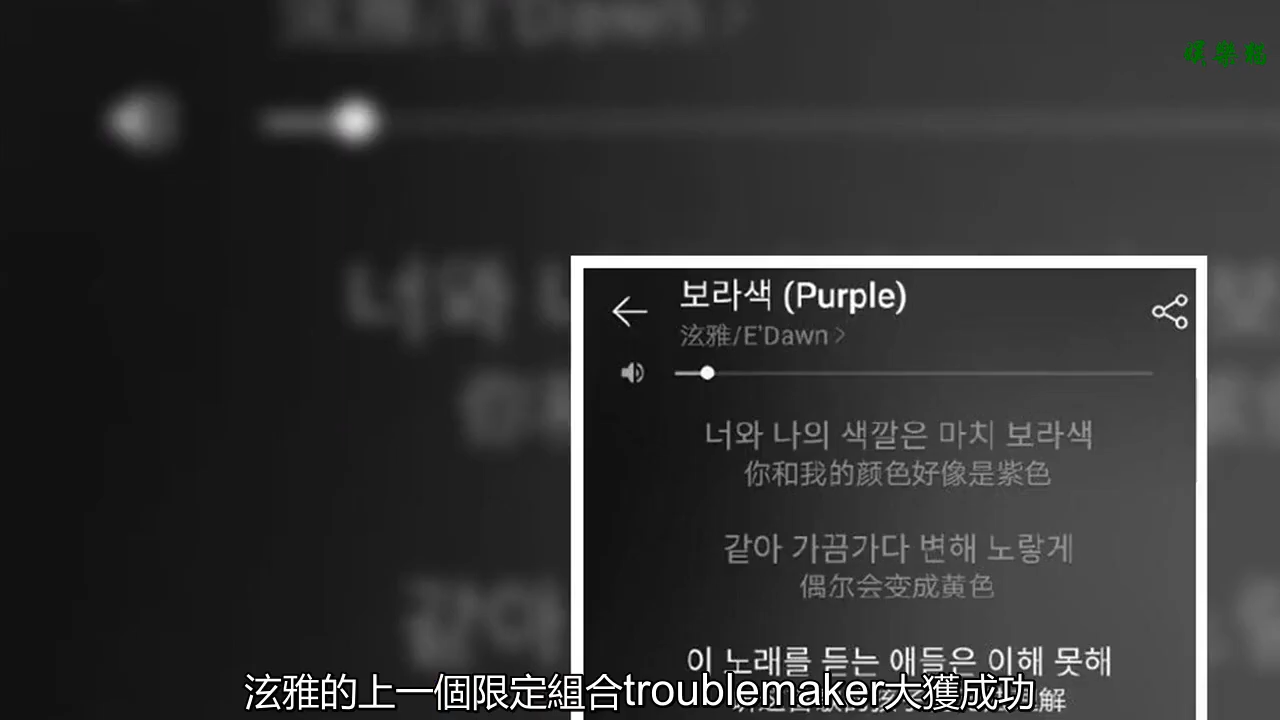 娛樂腦
보라색 (Purple)
泫雅/E'Dawn >
너와 나의 색깔은 마치 보라색
你和我的颜色好像是紫色
같아 가끔가다 변해 노랗게
偶尔会变成黄色
이 노래를 듣는 애들은 이해 못해
泫雅的上一個限定組合troublemaker大獲成功